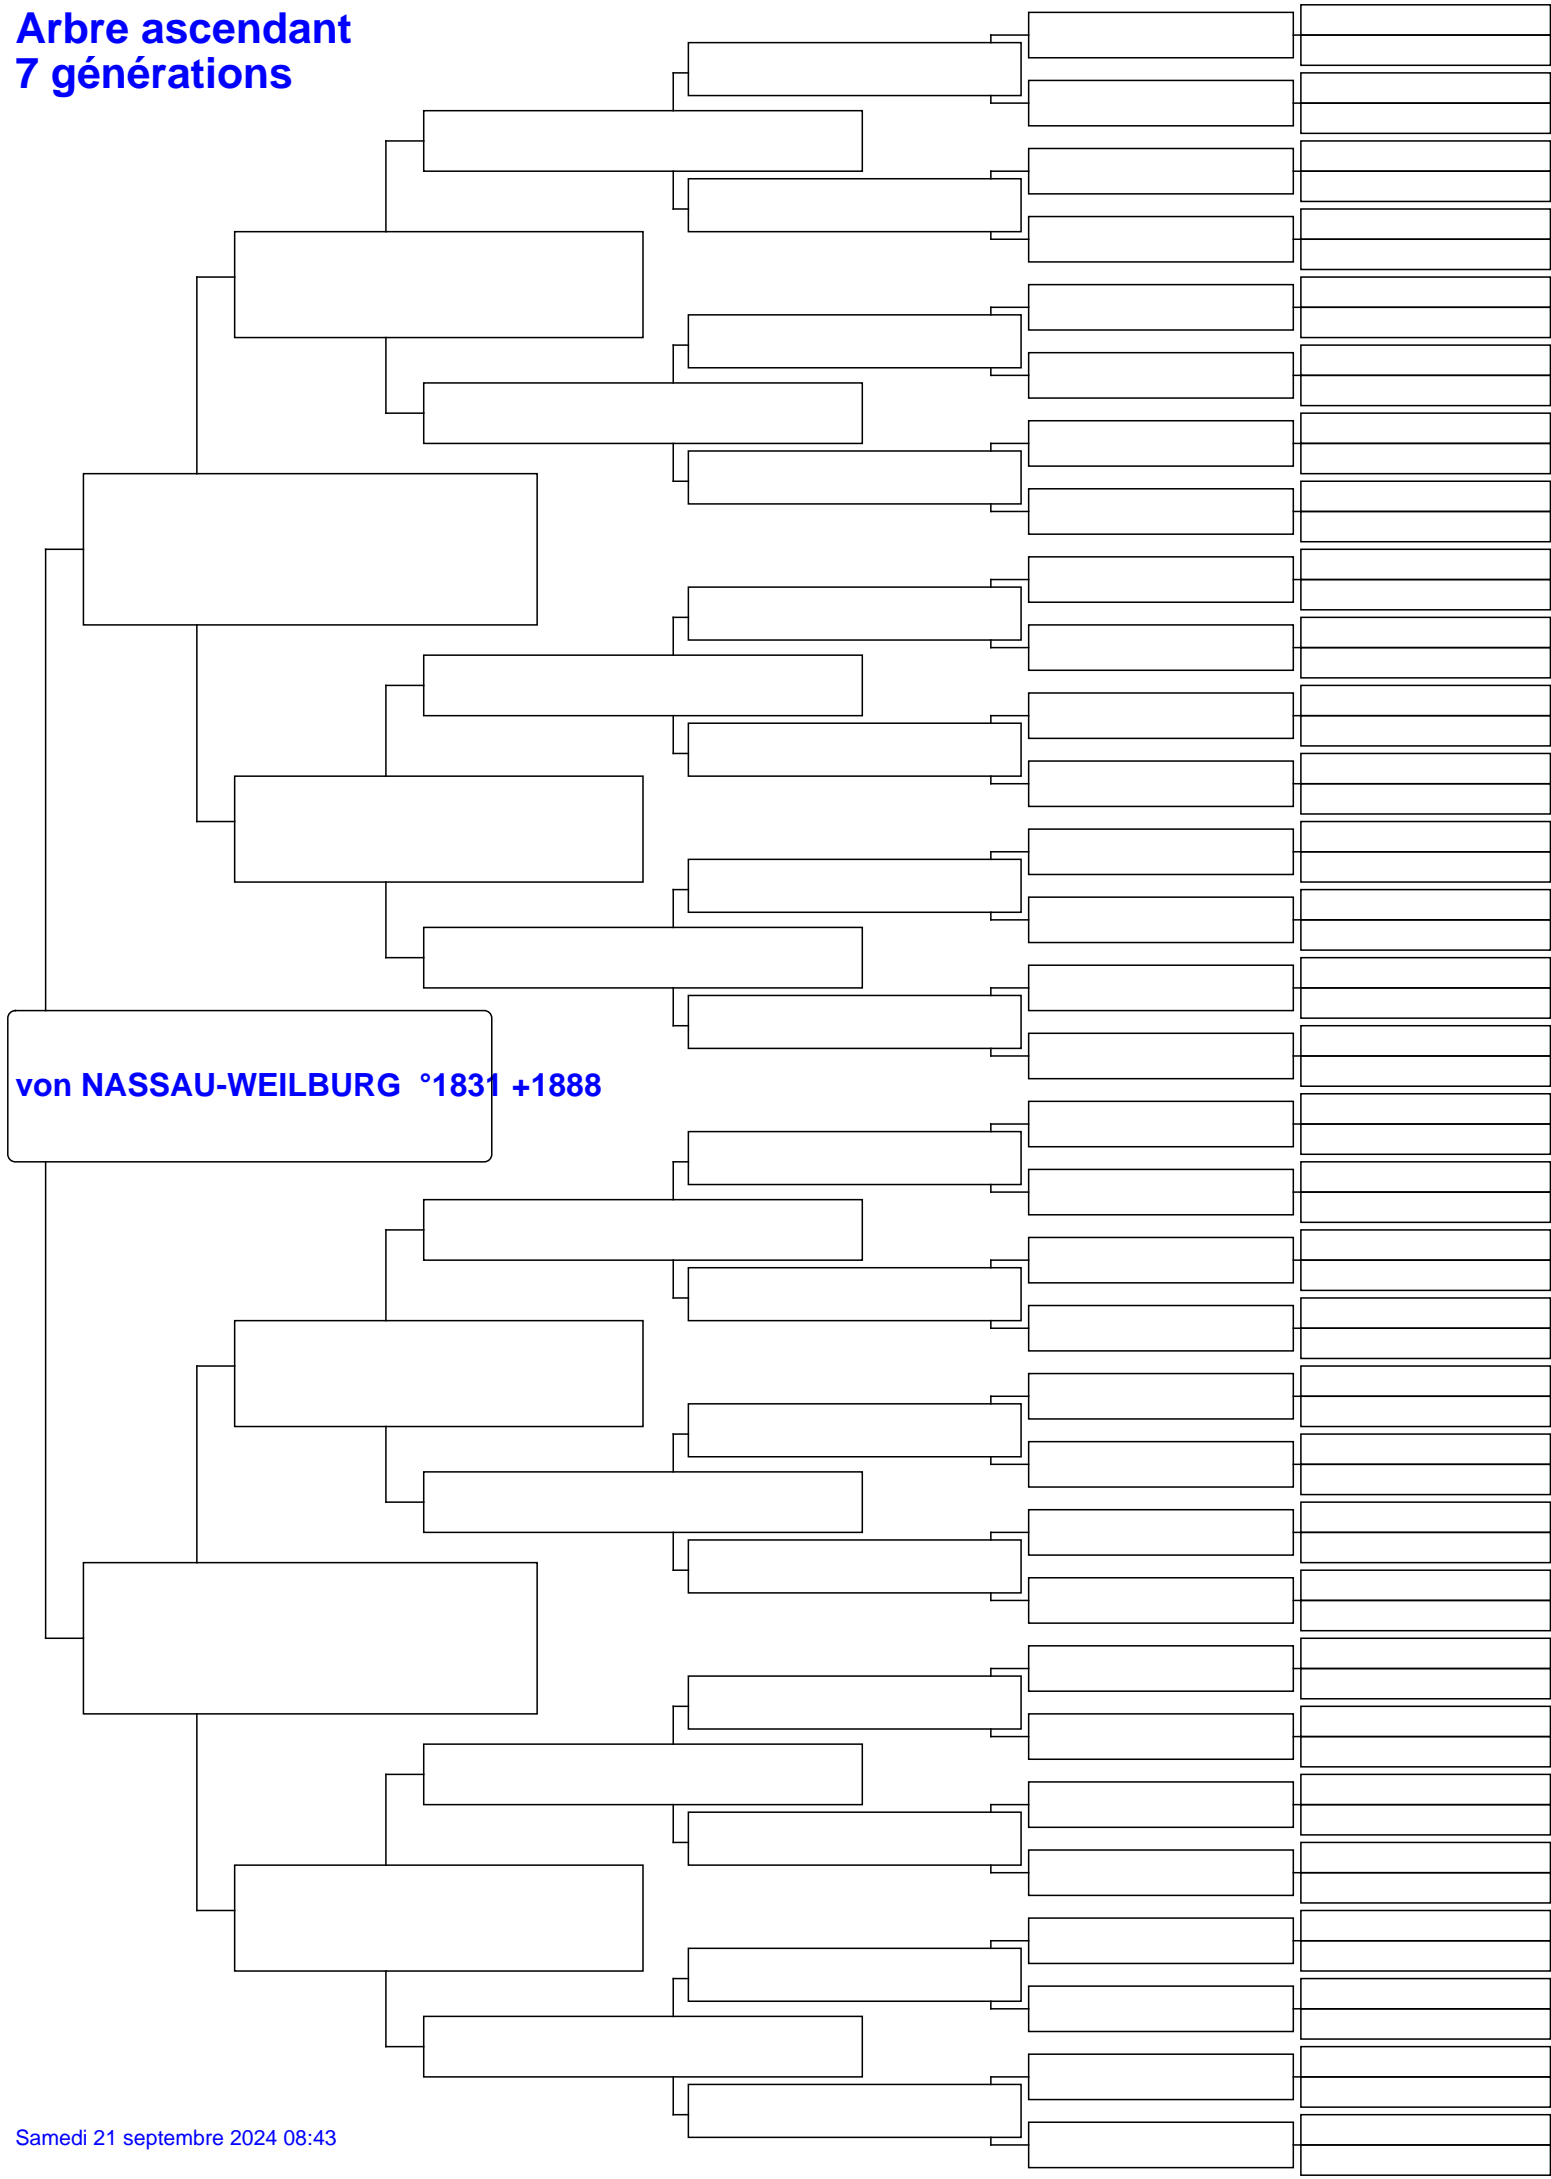 Arbre ascendant
7 générations
von NASSAU-WEILBURG °1831 +1888
Samedi 21 septembre 2024 08:43